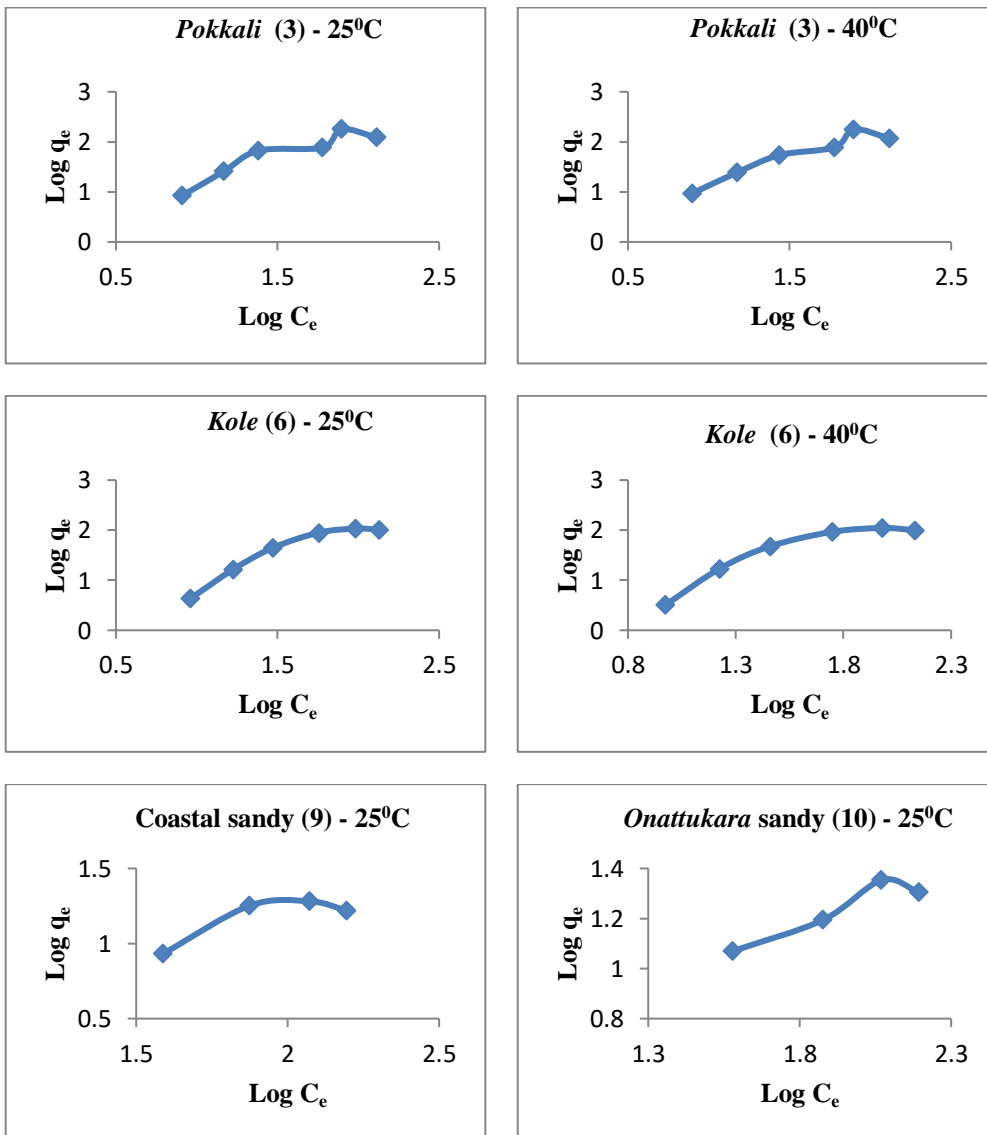 Pokkali (3) - 25⁰C
3
2
1
0
0.5 1.5 2.5
Log qₑ
Log Cₑ
Pokkali (3) - 40⁰C
3
2
1
0
0.5 1.5 2.5
Log qₑ
Log Cₑ
Kole (6) - 25⁰C
3
2
1
0
0.5 1.5 2.5
Log qₑ
Log Cₑ
Kole (6) - 40⁰C
3
2
1
0
0.8 1.3 1.8 2.3
Log qₑ
Log Cₑ
Coastal sandy (9) - 25⁰C
1.5
1
0.5
1.5 2 2.5
Log qₑ
Log Cₑ
Onattukara sandy (10) - 25⁰C
1.4
1.2
1
0.8
1.3 1.8 2.3
Log qₑ
Log Cₑ